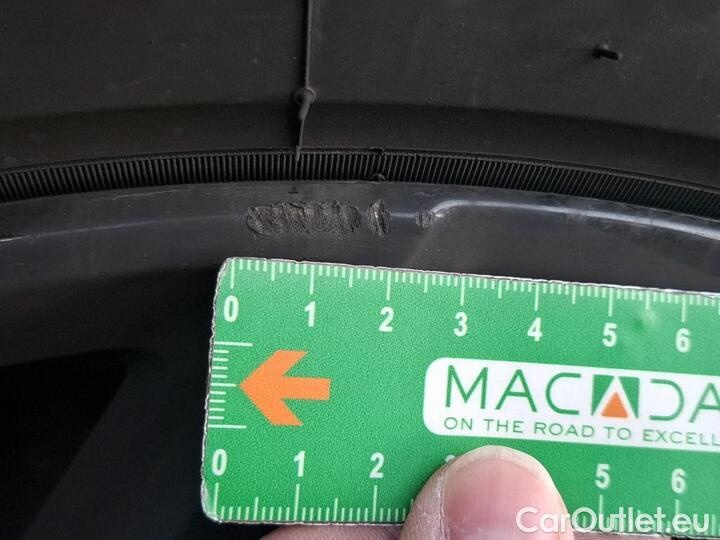 0 1 2 3 4 5 6
MACADA
ON THE ROAD TO EXCELL
0 1 2 5 6
CarOutlet.eu